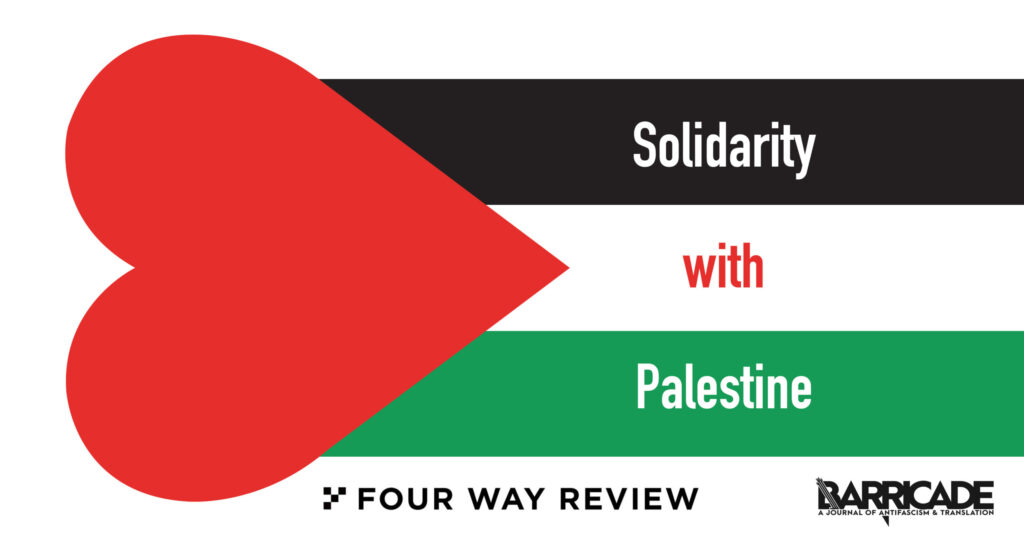 Solidarity
with
Palestine
FOUR WAY REVIEW
BARRICADE
A JOURNAL OF ANTIFASCISM & TRANSLATION